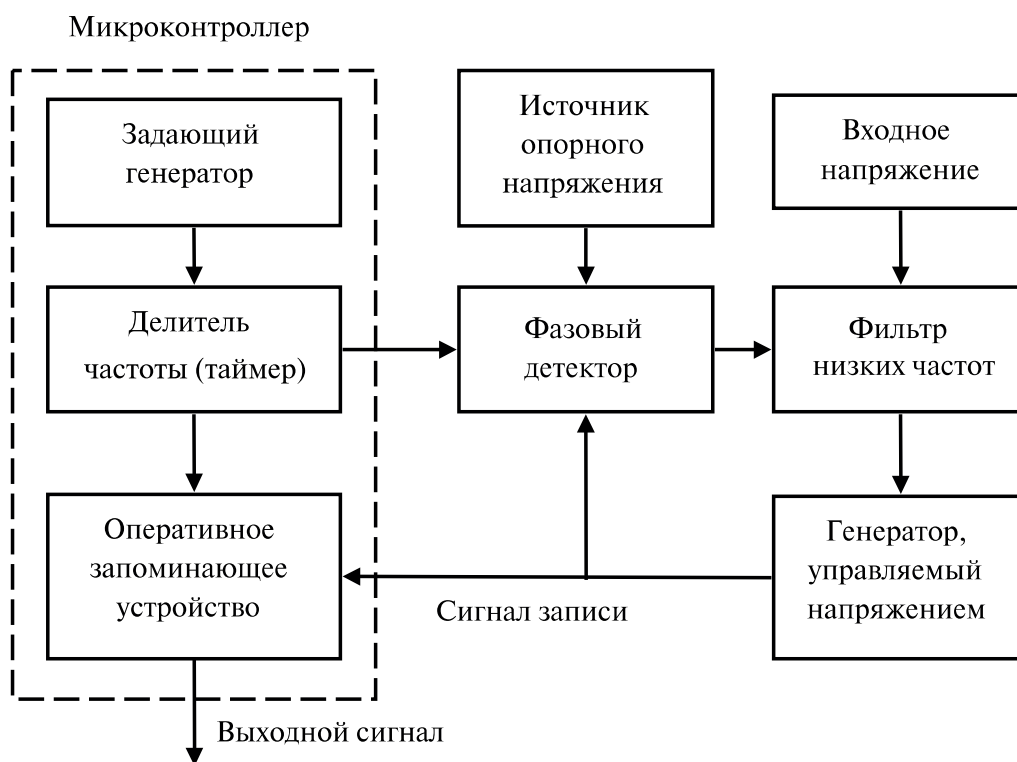 Микроконтроллер
Задающий
генератор
Источник
опорного
напряжения
Входное
напряжение
Делитель
частоты (таймер)
Фазовый
детектор
Фильтр
низких частот
Оперативное
запоминающее
устройство
Генератор,
управляемый
напряжением
Сигнал записи
Выходной сигнал